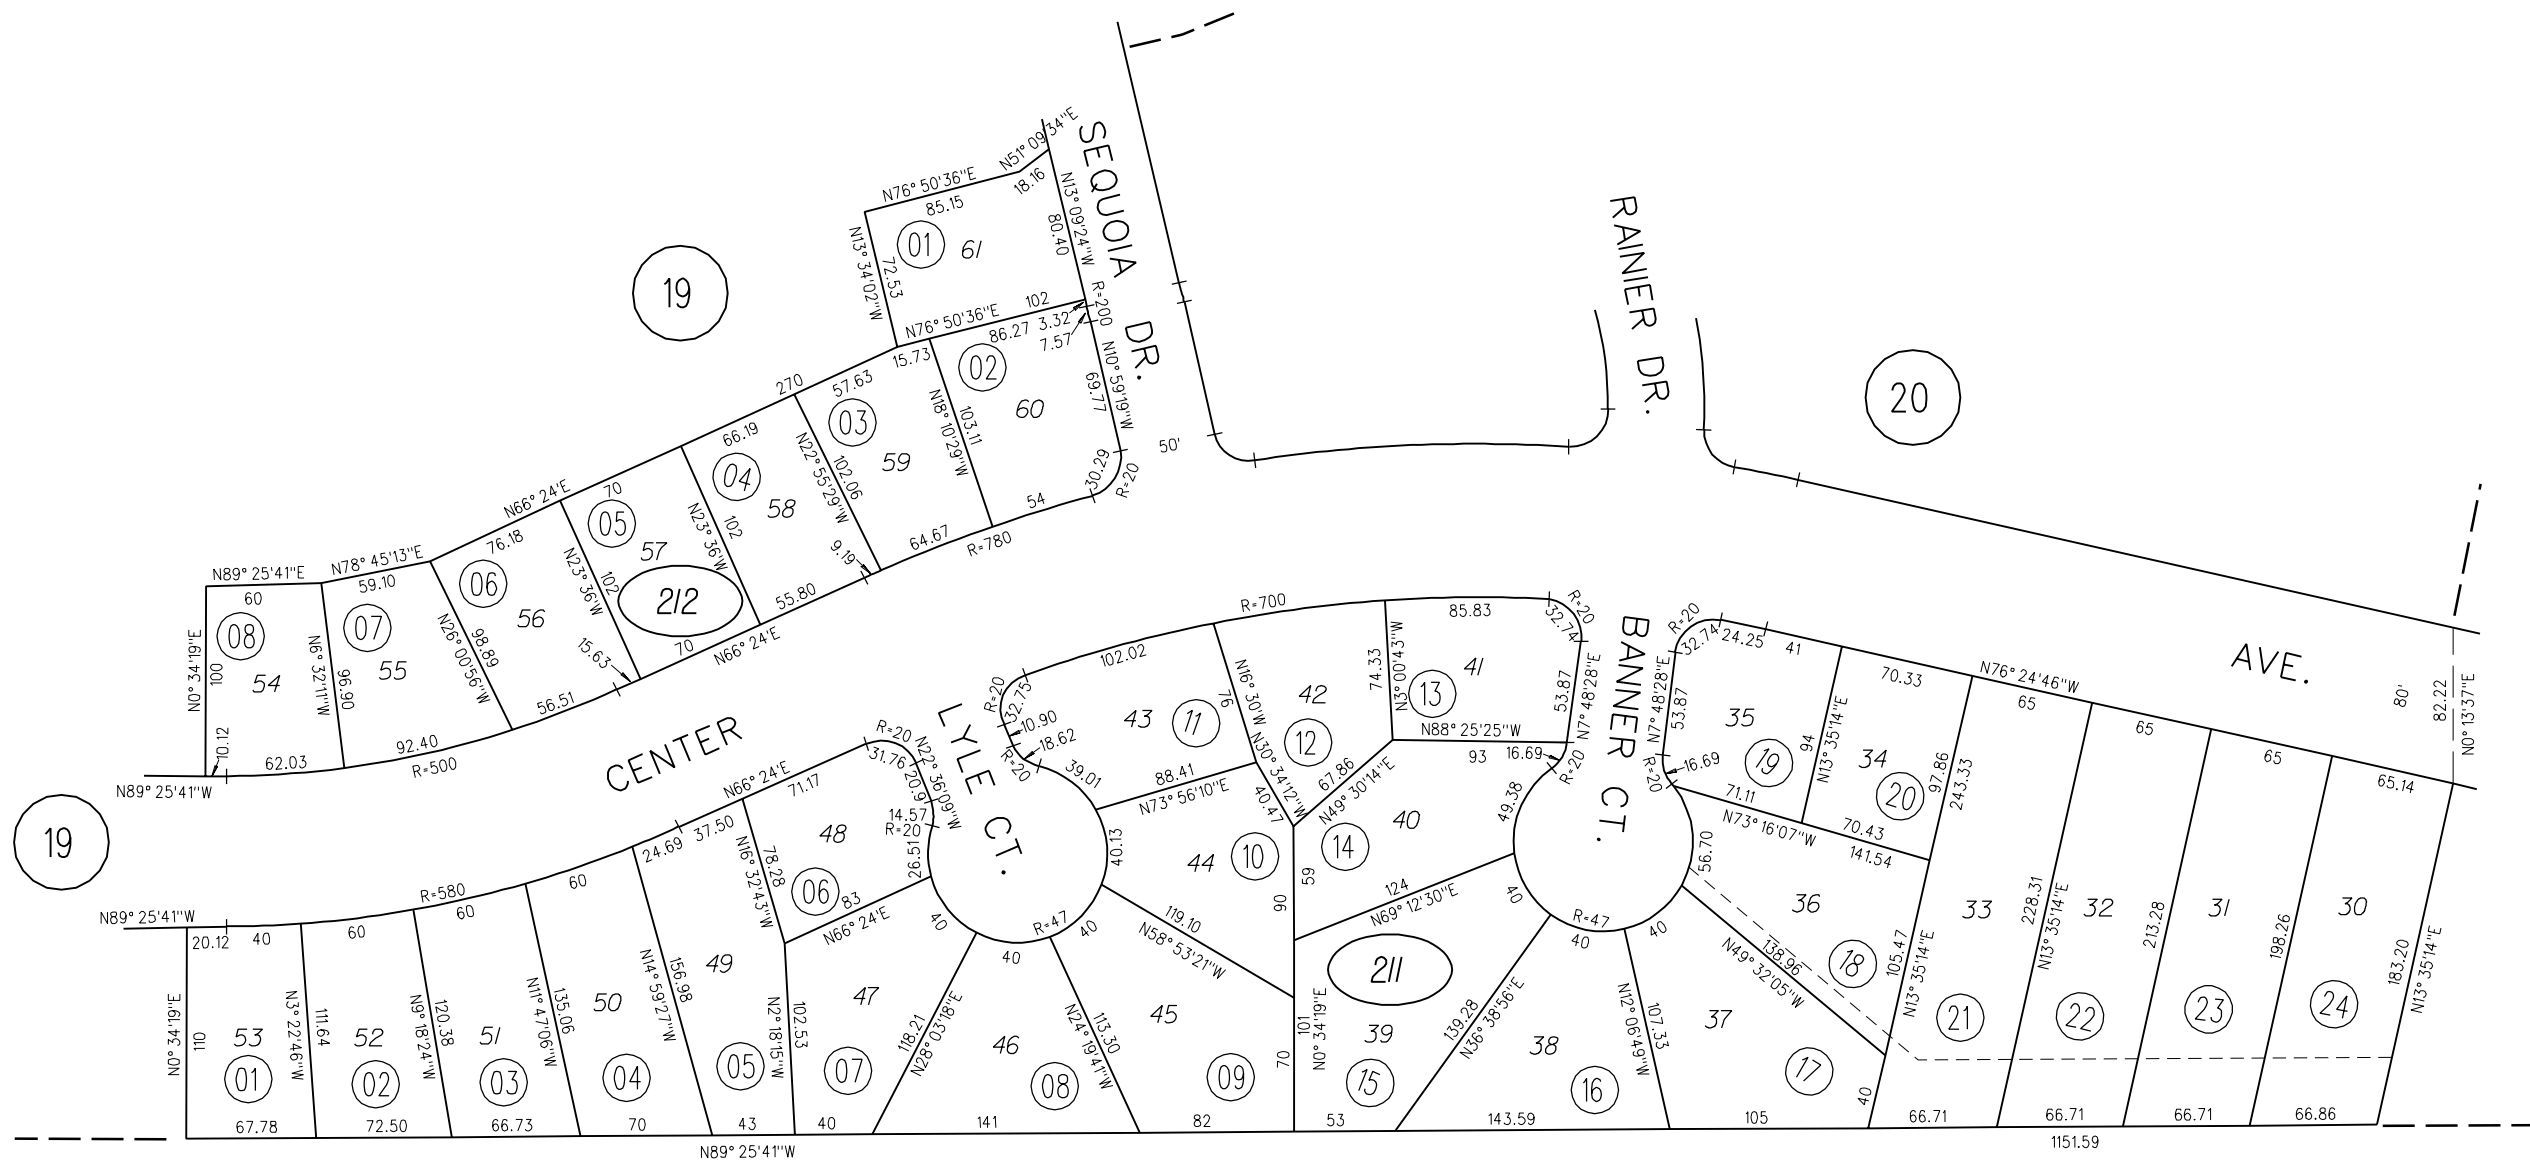 SEQUOIA DR.
RAINIER DR.
19
20
N76° 50'36"E
85.15
N51° 09'34"E
18.16
N13° 09'24"W
80.40
01
61
N13° 34'02"W
72.53
N76° 50'36"E
102
86.27
3.32
7.57
R=200
N10° 59'19"W
69.77
15.73
02
60
N18° 10'29"W
103.11
30.29
R=20
50'
54
270
57.63
03
59
N22° 55'29"W
102.06
64.67
R=780
66.19
04
58
N23° 36'W
102
9.19
55.80
N66° 24'E
70
05
57
212
N23° 36'W
102
15.63
70
N66° 24'E
76.18
06
56
N26° 00'56"W
98.89
56.51
N78° 45'13"E
59.10
07
55
N6° 32'11"W
96.90
92.40
R=500
N89° 25'41"E
60
08
54
N0° 34'19"E
100
10.12
62.03
N89° 25'41"W
19
CENTER
AVE.
LYLE CT.
BANNER CT.
R=700
102.02
R=20
32.75
10.90
18.62
R=20
39.01
43
11
N16° 30'W
76
88.41
N73° 56'10"E
42
12
N30° 34'12"W
40.47
67.86
N49° 30'14"E
74.33
N3° 00'43"W
85.83
41
13
R=20
32.74
53.87
N7° 48'28"E
N88° 25'25"W
93
16.69
R=20
49.38
40
14
59
124
N69° 12'30"E
R=20
32.74
24.25
41
N7° 48'28"E
53.87
35
19
16.69
R=20
71.11
N73° 16'07"W
94
N13° 35'14"E
70.33
34
20
97.86
243.33
70.43
141.54
N76° 24'46"W
65
65
65
65.14
80'
82.22
N0° 13'37"E
56.70
36
18
138.96
N49° 32'05"W
105.47
N13° 35'14"E
33
21
228.31
N13° 35'14"E
32
22
213.28
31
23
198.26
30
24
183.20
N13° 35'14"E
66.71
66.71
66.71
66.86
1151.59
R=47
40
40
40
37
17
40
105
N12° 06'49"W
107.33
38
16
143.59
139.28
N36° 38'56"E
211
39
15
53
101
N0° 34'19"E
90
70
44
10
40.13
119.10
N58° 53'21"W
45
09
82
R=47
40
40
40
N24° 19'41"W
113.30
46
08
141
118.21
N28° 03'18"E
47
07
40
N2° 18'15"W
102.53
83
N66° 24'E
26.51
R=20
14.57
20.9
N22° 36'09"W
31.76
R=20
N66° 24'E
71.17
48
06
N16° 32'43"W
78.28
37.50
24.69
49
05
43
N14° 59'27"W
156.98
60
50
04
70
N11° 47'06"W
135.06
R=580
60
51
03
66.73
N9° 18'24"W
120.38
60
52
02
72.50
N3° 22'46"W
111.64
40
20.12
N89° 25'41"W
53
01
67.78
N0° 34'19"E
110
N89° 25'41"W